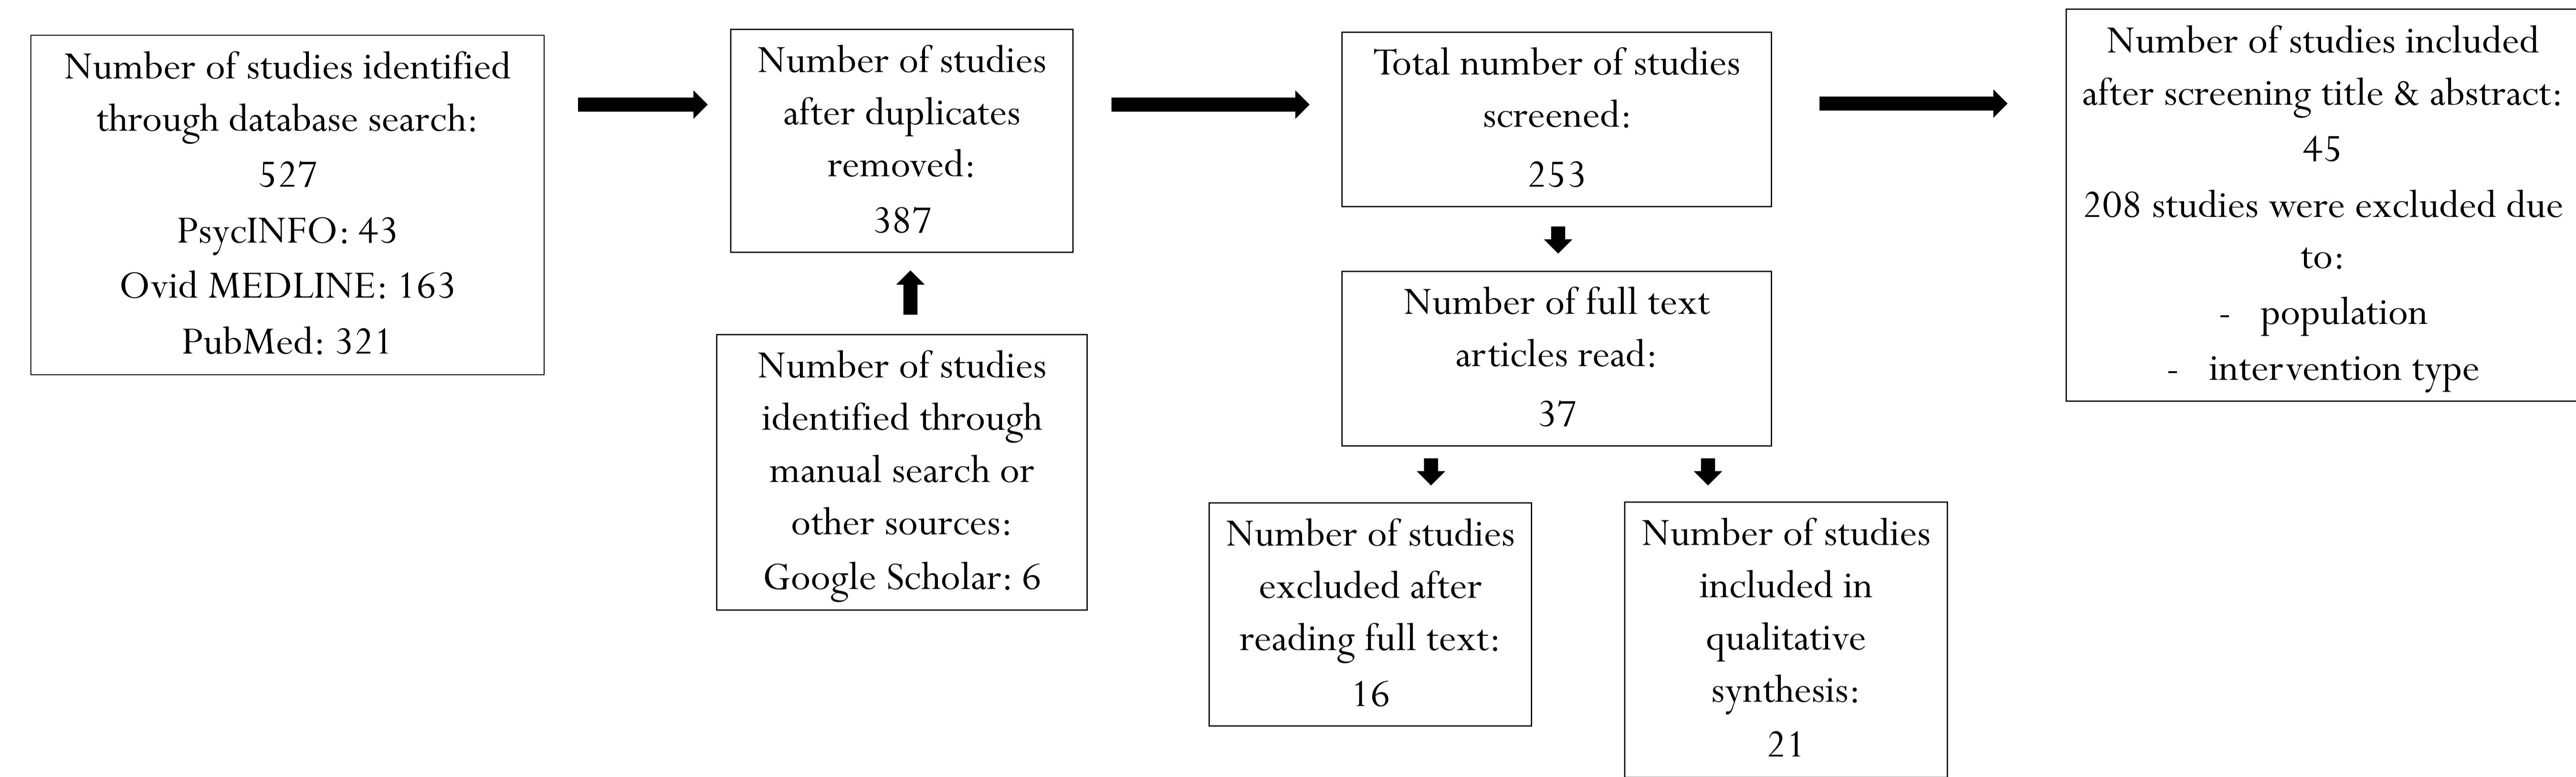 Number of studies identified
through database search:
527
PsycINFO: 43
Ovid MEDLINE: 163
PubMed: 321
Number of studies
after duplicates
removed:
387
Number of studies
identified through
manual search or
other sources:
Google Scholar: 6
Total number of studies
screened:
253
Number of full text
articles read:
37
Number of studies
excluded after
reading full text:
16
Number of studies
included in
qualitative
synthesis:
21
Number of studies included
after screening title & abstract:
45
208 studies were excluded due
to:
- population
- intervention type